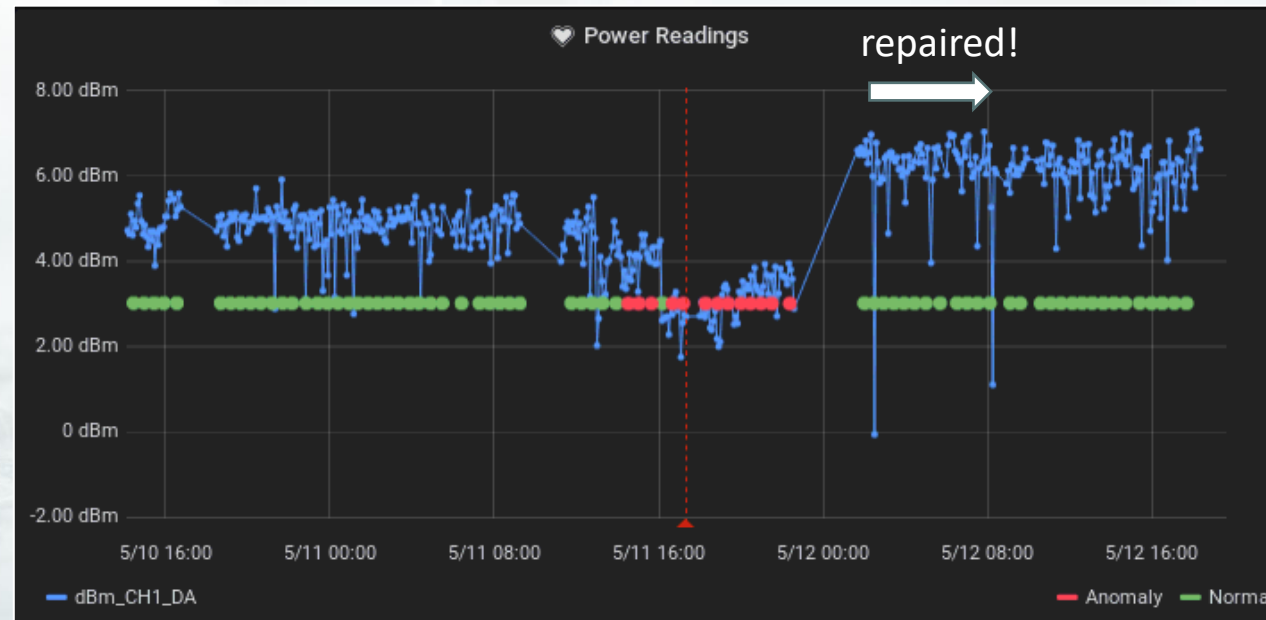 Power Readings
repaired!
8.00 dBm
6.00 dBm
4.00 dBm
2.00 dBm
0 dBm
-2.00 dBm
5/10 16:00 5/11 00:00 5/11 08:00 5/11 16:00 5/12 00:00 5/12 08:00 5/12 16:00
dBm_CH1_DA Anomaly Norma